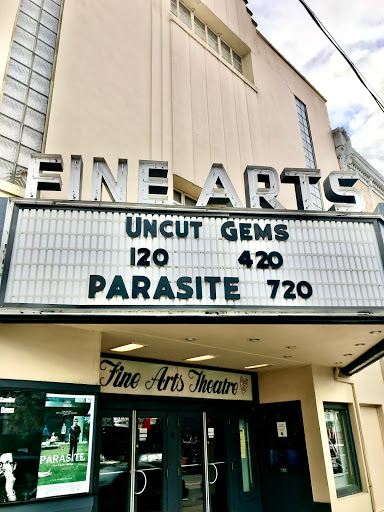 FINE ARTS
UNCUT GEMS
120 420
PARASITE 720
Fine Arts Theatre
PARASITE